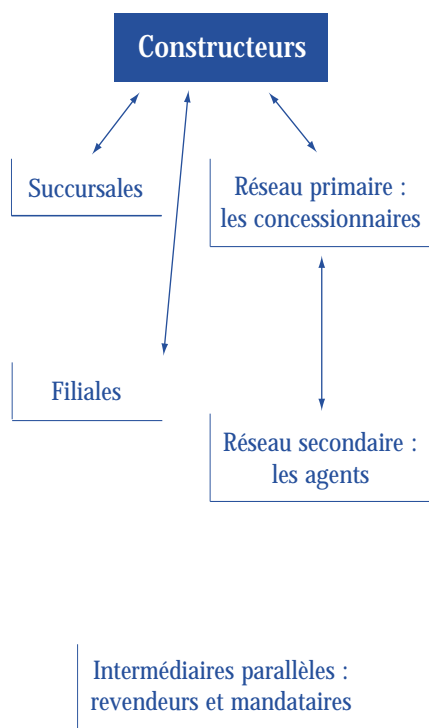 Constructeurs
Succursales
Réseau primaire :
les concessionnaires
Filiales
Réseau secondaire :
les agents
Intermédiaires parallèles :
revendeurs et mandataires